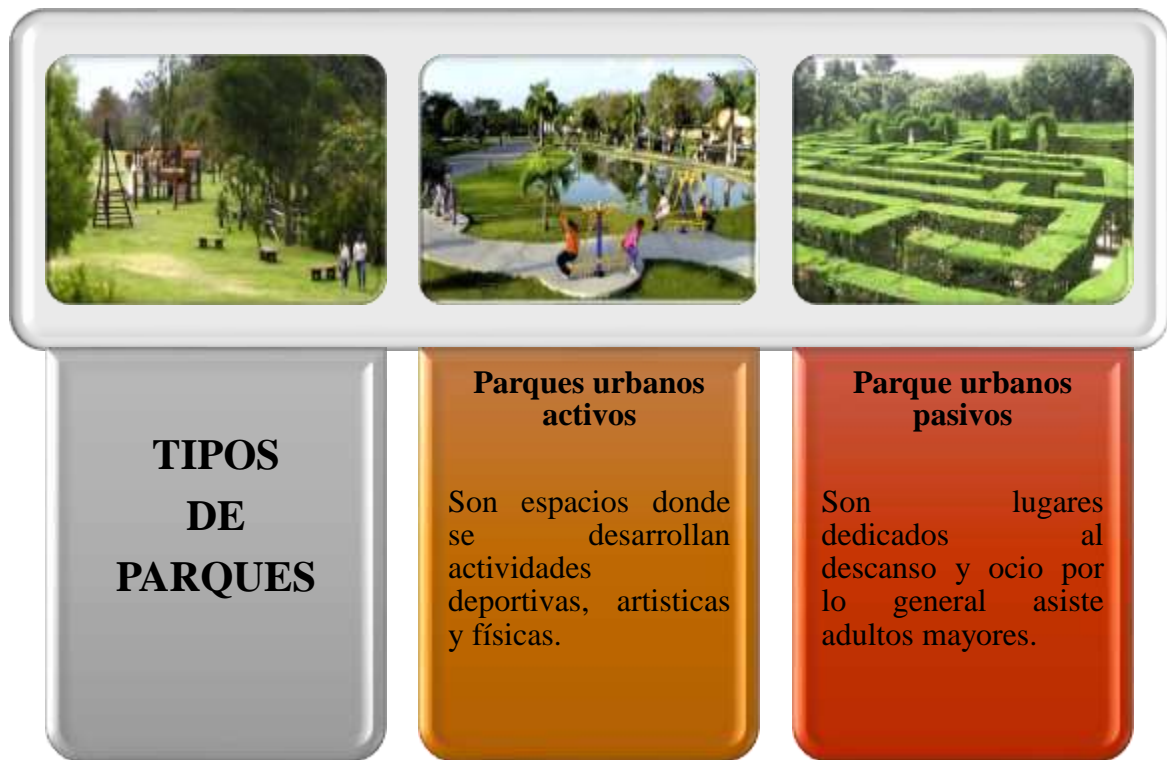 TIPOS
DE
PARQUES
Parques urbanos
activos
Son espacios donde
se desarrollan
actividades
deportivas, artisticas
y físicas.
Parque urbanos
pasivos
Son lugares
dedicados al
descanso y ocio por
lo general asiste
adultos mayores.